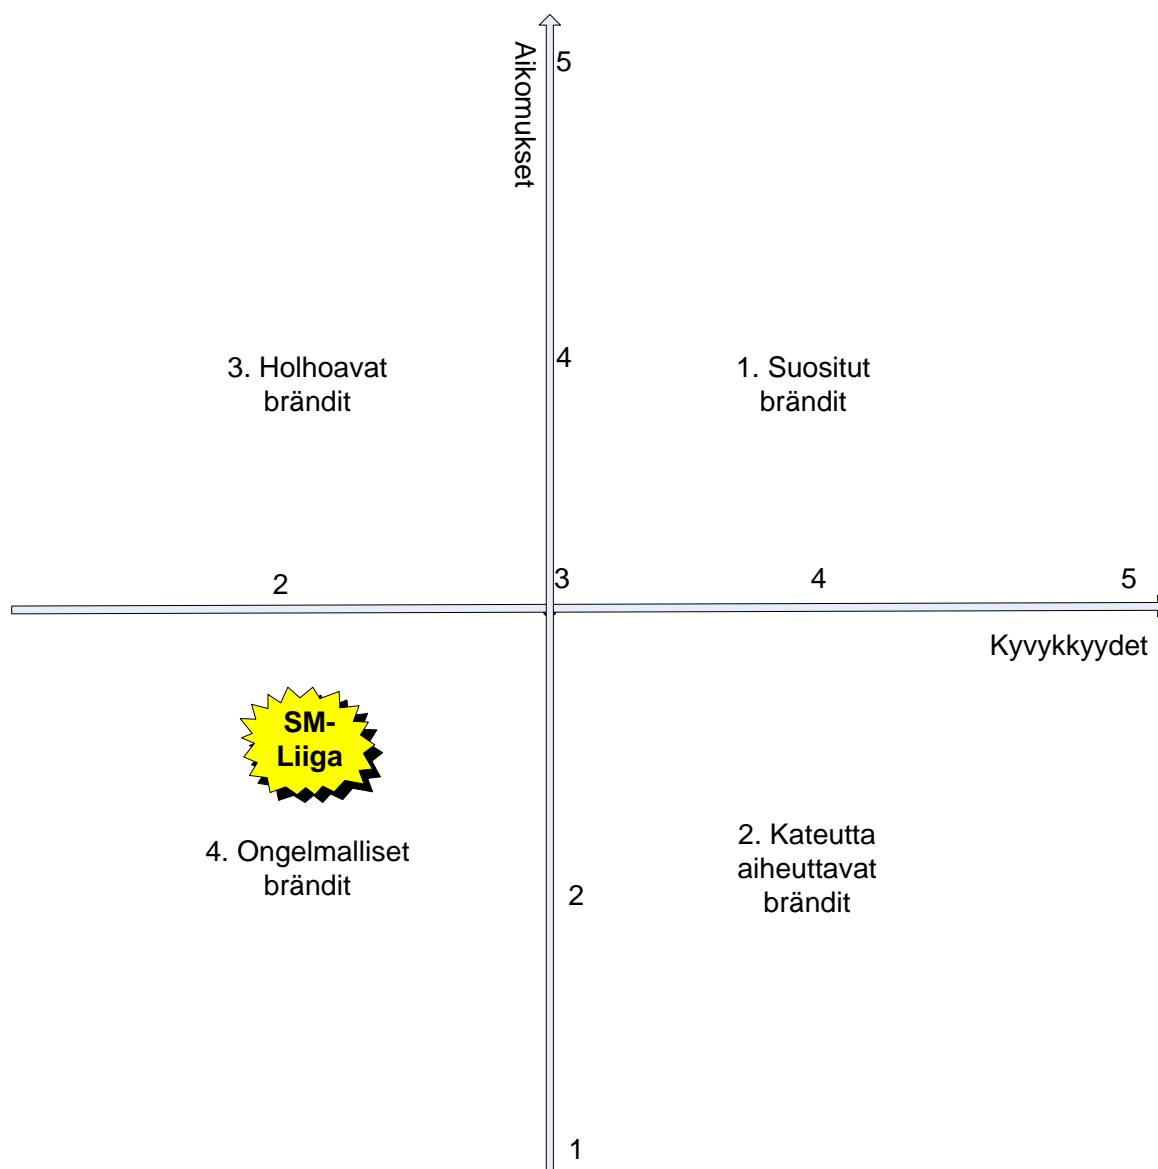 Aikomukset
5
4
3. Holhoavat
brändit
1. Suositut
brändit
2
3
4
5
Kyvykkyydet
SM-
Liiga
4. Ongelmalliset
brändit
2. Kateutta
aiheuttavat
brändit
2
1